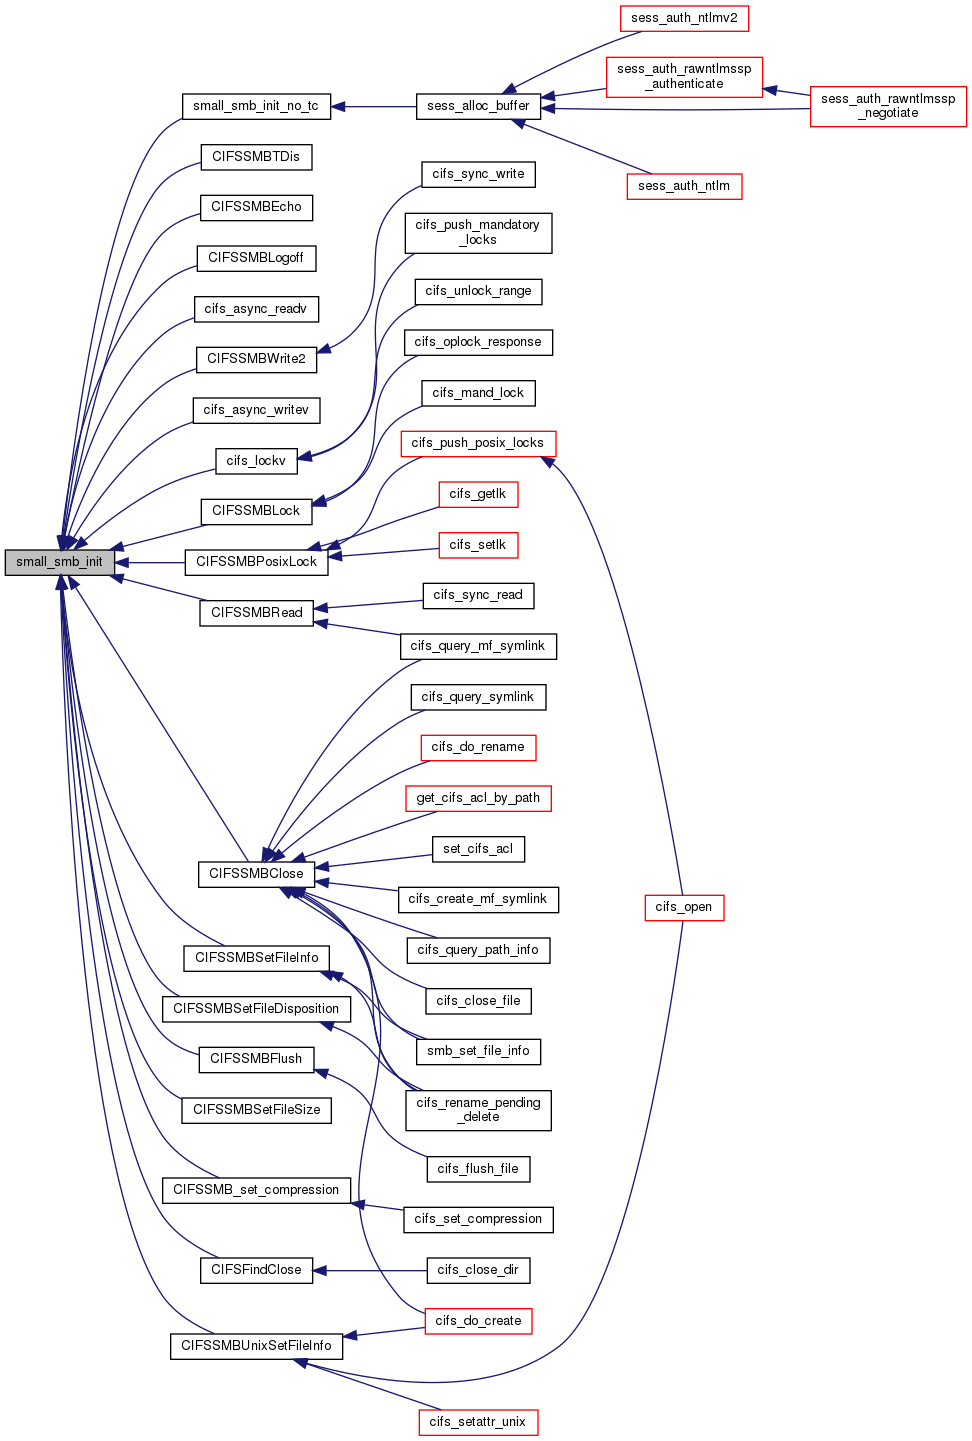 sess_auth_ntlmv2
sess_auth_rawntlmssp
_authenticate
sess_auth_rawntlmssp
_negotiate
small_smb_init_no_tc
sess_alloc_buffer
CIFSSMBTDis
cifs_sync_write
sess_auth_ntlm
CIFSSMBEcho
cifs_push_mandatory
_locks
CIFSSMBLogoff
cifs_unlock_range
cifs_async_readv
cifs_oplock_response
CIFSSMBWrite2
cifs_mand_lock
cifs_async_writev
cifs_push_posix_locks
cifs_lockv
cifs_getlk
CIFSSMBLock
cifs_setlk
small_smb_init
CIFSSMBPosixLock
cifs_sync_read
CIFSSMBRead
cifs_query_mf_symlink
cifs_query_symlink
cifs_do_rename
get_cifs_acl_by_path
set_cifs_acl
CIFSSMBClose
cifs_create_mf_symlink
cifs_open
cifs_query_path_info
CIFSSMBSetFileInfo
cifs_close_file
CIFSSMBSetFileDisposition
smb_set_file_info
CIFSSMBFlush
cifs_rename_pending
_delete
CIFSSMBSetFileSize
cifs_flush_file
CIFSSMB_set_compression
cifs_set_compression
CIFSFindClose
cifs_close_dir
cifs_do_create
CIFSSMBUnixSetFileInfo
cifs_setattr_unix